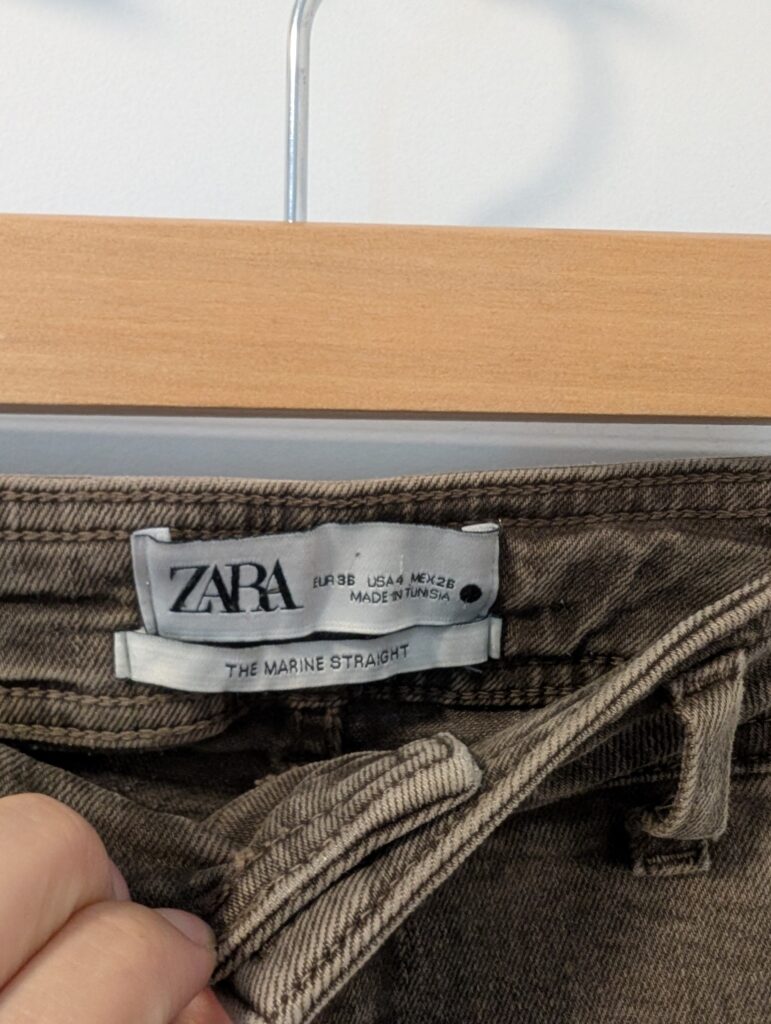 ZARA
EUR 36 USA 4 MEX 26
MADE IN TUNISIA
THE MARINE STRAIGHT